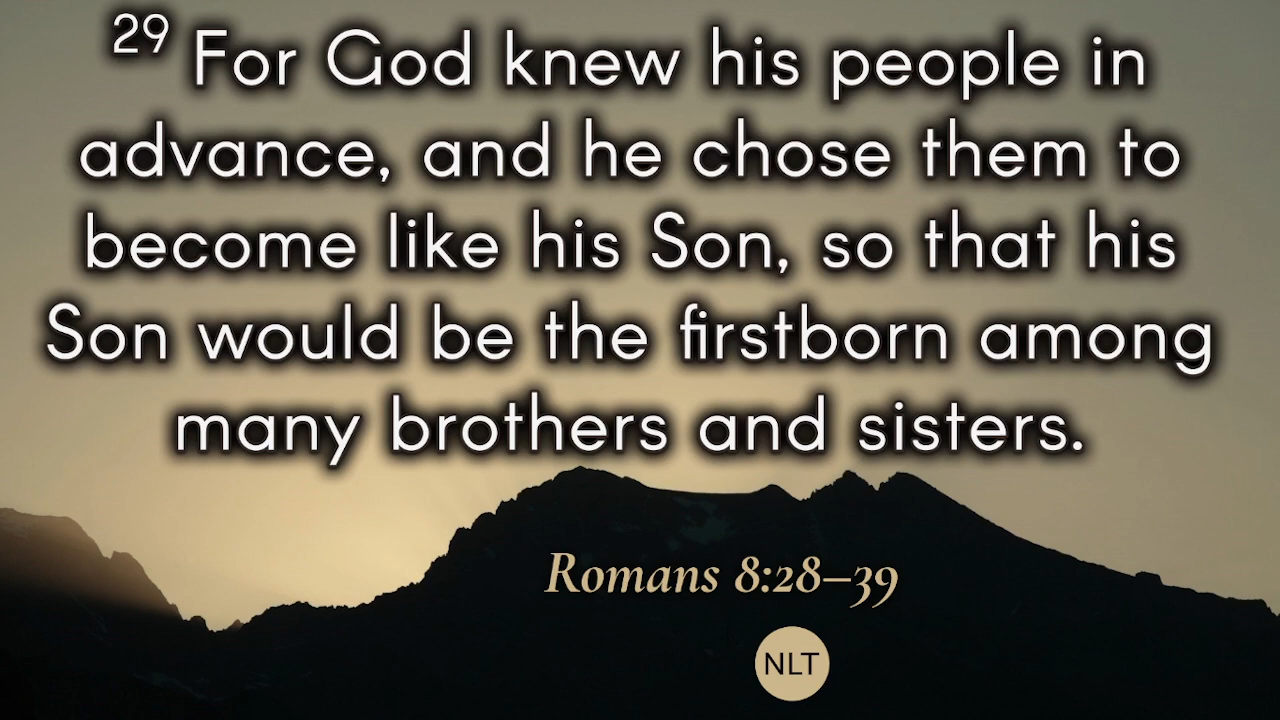 29 For God knew his people in
advance, and he chose them to
become like his Son, so that his
Son would be the firstborn among
many brothers and sisters.
Romans 8:28–39
NLT